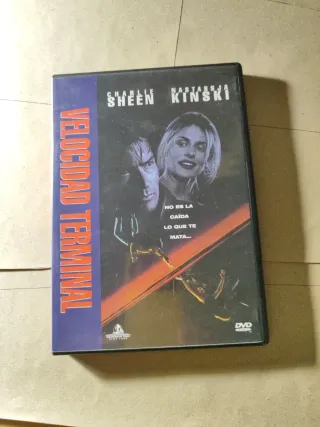 CHARLIE
SHEEN
NASTASSJA
KINSKI
VELOCIDAD TERMINAL
NO ES LA
CAÍDA
LO QUE TE
MATA...
DVD